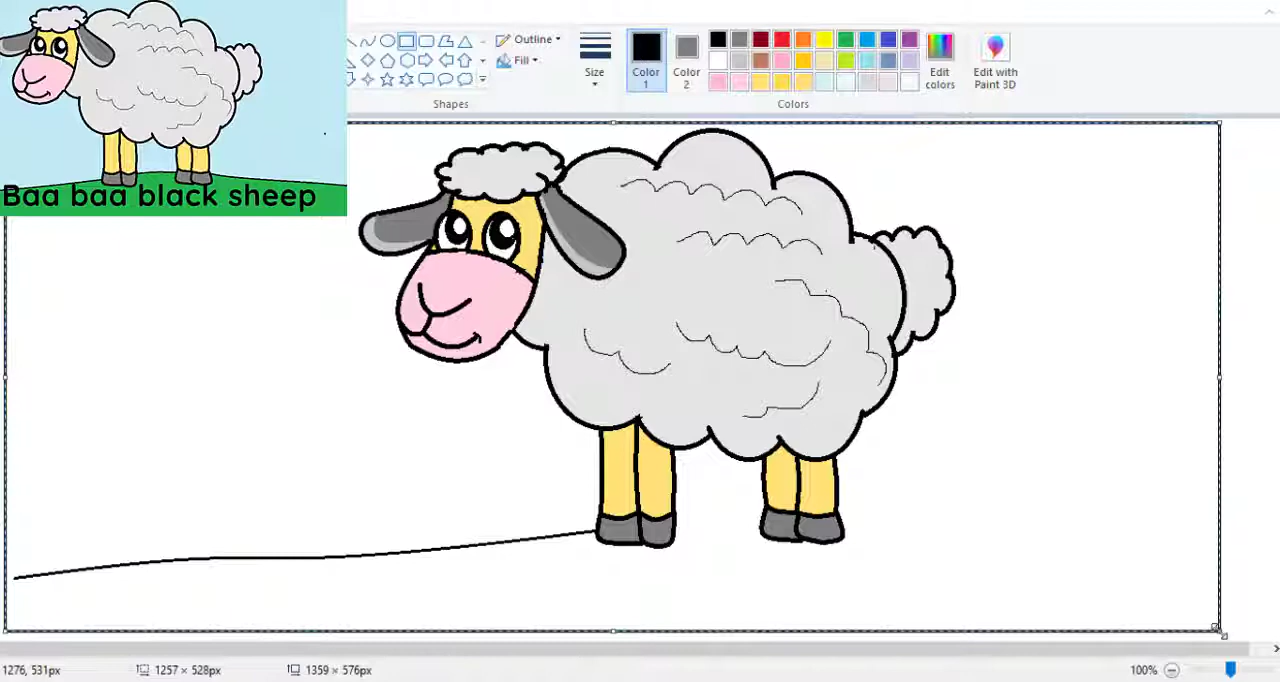 Baa baa black sheep
Outline
Fill
Size
Color
1
Color
2
Edit
colors
Edit with
Paint 3D
Shapes
Colors
1276, 531px
1257 × 528px
1359 × 576px
100%